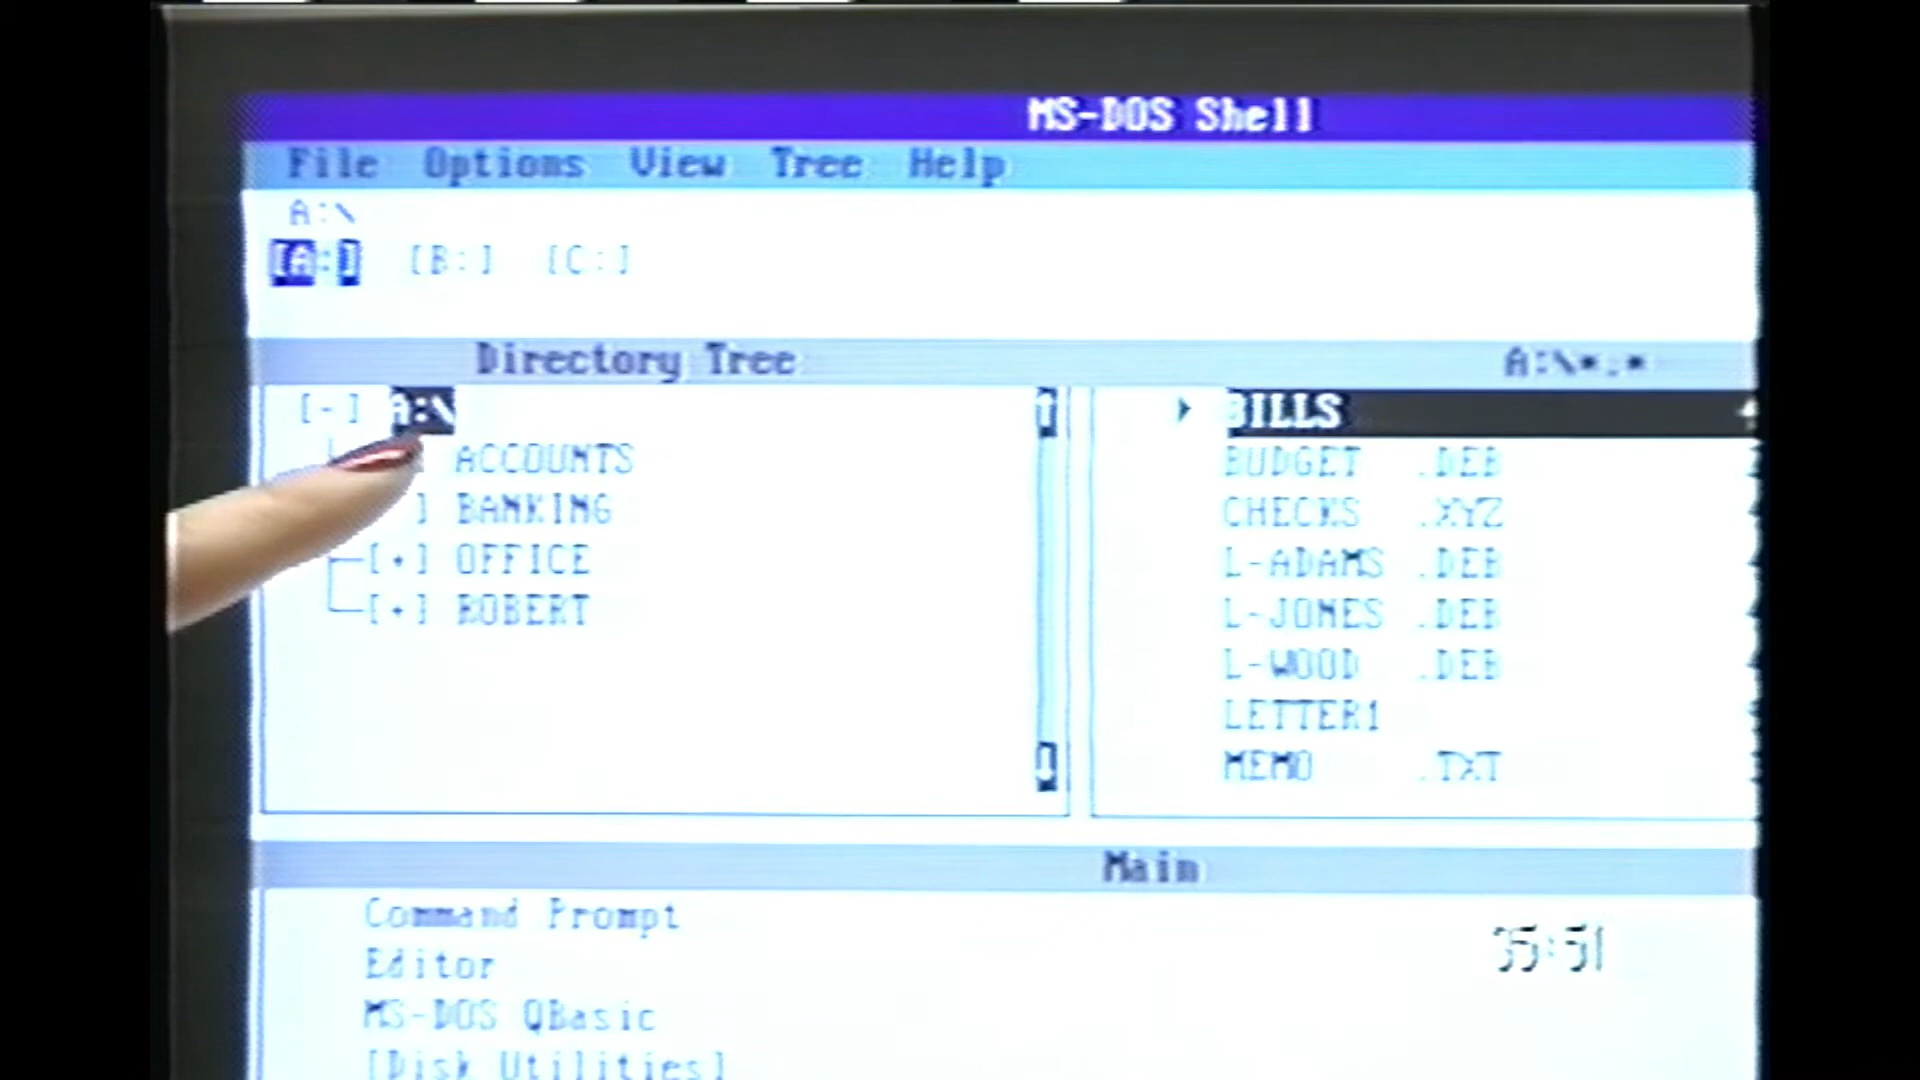 MS-DOS Shell
File Options View Tree Help
A:\
[A:] [B:] [C:]
Directory Tree
A:\*.*
[-] A:\
ACCOUNTS
] BANKING
[+] OFFICE
[+] ROBERT
BILLS
BUDGET .DEB
CHECKS .XYZ
L-ADAMS .DEB
L-JONES .DEB
L-WOOD .DEB
LETTER1
MEMO .TXT
Main
Command Prompt
Editor
MS-DOS QBasic
[Disk Utilities]
35:51